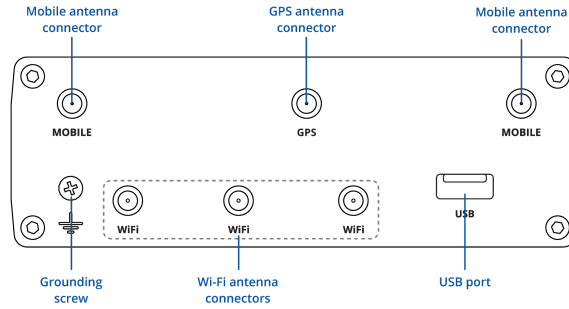 Mobile antenna
connector
GPS antenna
connector
Mobile antenna
connector
MOBILE
GPS
MOBILE
WiFi
WiFi
WiFi
USB
Grounding
screw
Wi-Fi antenna
connectors
USB port